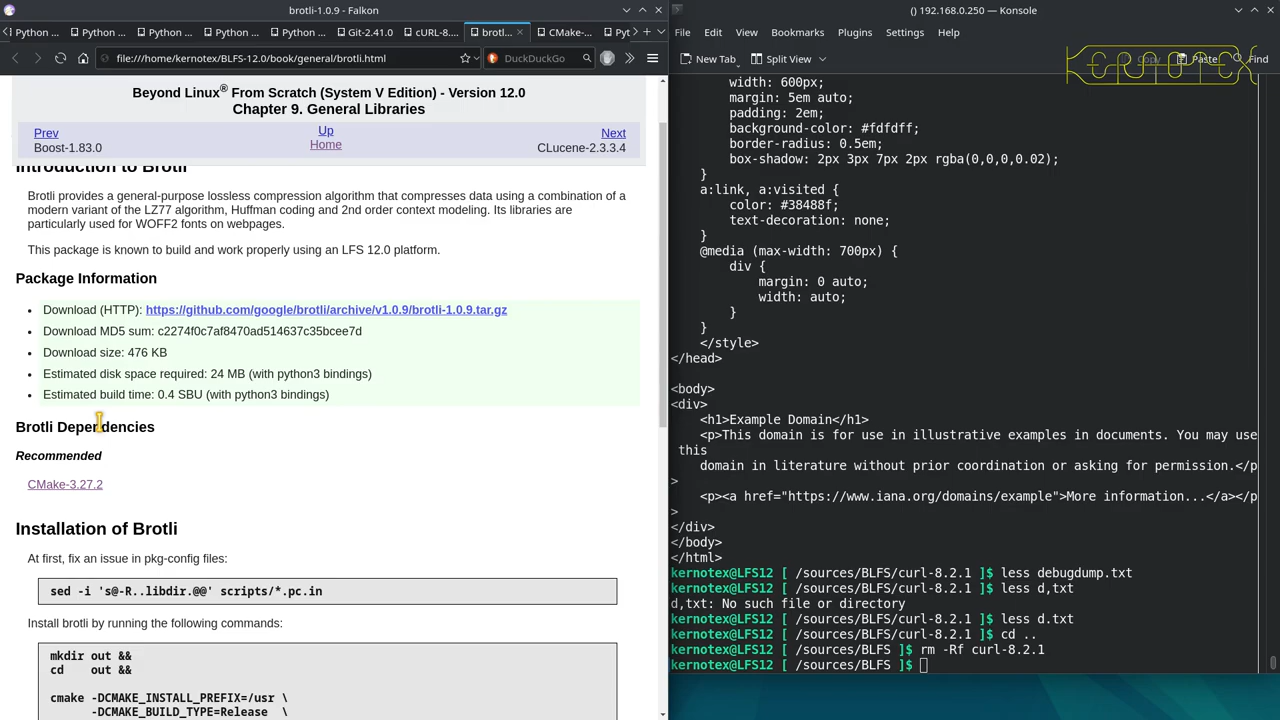 brotli-1.0.9 - Falkon
Python ...
Python ...
Python ...
Python ...
Python ...
Git-2.41.0
cURL-8....
brotl...
CMake-...
Pyt
file:///home/kernotex/BLFS-12.0/book/general/brotli.html
DuckDuckGo
Beyond Linux® From Scratch (System V Edition) - Version 12.0
Chapter 9. General Libraries
Prev
Up
Next
Boost-1.83.0
Home
CLucene-2.3.3.4
Introduction to Brotli
Brotli provides a general-purpose lossless compression algorithm that compresses data using a combination of a
modern variant of the LZ77 algorithm, Huffman coding and 2nd order context modeling. Its libraries are
particularly used for WOFF2 fonts on webpages.
This package is known to build and work properly using an LFS 12.0 platform.
Package Information
• Download (HTTP): https://github.com/google/brotli/archive/v1.0.9/brotli-1.0.9.tar.gz
• Download MD5 sum: c2274f0c7af8470ad514637c35bcee7d
• Download size: 476 KB
• Estimated disk space required: 24 MB (with python3 bindings)
• Estimated build time: 0.4 SBU (with python3 bindings)
Brotli Dependencies
Recommended
CMake-3.27.2
Installation of Brotli
At first, fix an issue in pkg-config files:
sed -i 's@-R..libdir.@@' scripts/*.pc.in
Install brotli by running the following commands:
mkdir out &&
cd    out &&
cmake -DCMAKE_INSTALL_PREFIX=/usr \
      -DCMAKE_BUILD_TYPE=Release  \
() 192.168.0.250 — Konsole
File Edit View Bookmarks Plugins Settings Help
New Tab
Split View
Copy
Paste
Find
KERNOTEX
width: 600px;
margin: 5em auto;
padding: 2em;
background-color: #fdfdff;
border-radius: 0.5em;
box-shadow: 2px 3px 7px 2px rgba(0,0,0,0.02);
}
a:link, a:visited {
color: #38488f;
text-decoration: none;
}
@media (max-width: 700px) {
div {
margin: 0 auto;
width: auto;
}
}
</style>
</head>
<body>
<div>
<h1>Example Domain</h1>
<p>This domain is for use in illustrative examples in documents. You may use
this
domain in literature without prior coordination or asking for permission.</p
>
<p><a href="https://www.iana.org/domains/example">More information...</a></p
>
</div>
</body>
</html>
kernotex@LFS12 [ /sources/BLFS/curl-8.2.1 ]$ less debugdump.txt
kernotex@LFS12 [ /sources/BLFS/curl-8.2.1 ]$ less d,txt
d,txt: No such file or directory
kernotex@LFS12 [ /sources/BLFS/curl-8.2.1 ]$ less d.txt
kernotex@LFS12 [ /sources/BLFS/curl-8.2.1 ]$ cd ..
kernotex@LFS12 [ /sources/BLFS ]$ rm -Rf curl-8.2.1
kernotex@LFS12 [ /sources/BLFS ]$